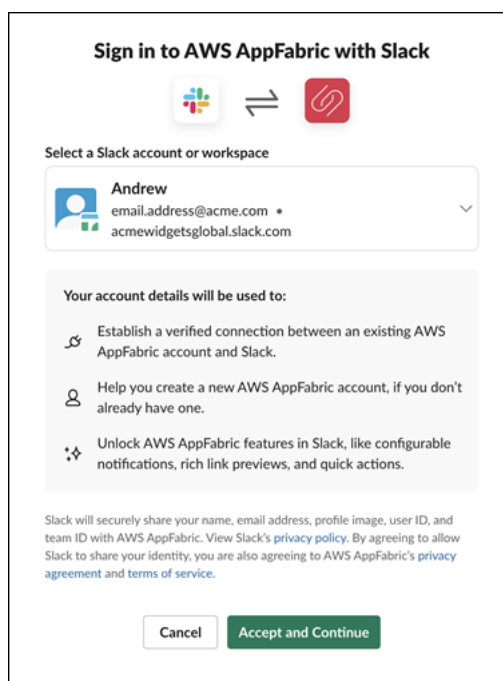 Sign in to AWS AppFabric with Slack
Select a Slack account or workspace
Andrew
email.address@acme.com •
acmewidgetsglobal.slack.com
Your account details will be used to:
Establish a verified connection between an existing AWS
AppFabric account and Slack.
Help you create a new AWS AppFabric account, if you don't
already have one.
Unlock AWS AppFabric features in Slack, like configurable
notifications, rich link previews, and quick actions.
Slack will securely share your name, email address, profile image, user ID, and
team ID with AWS AppFabric. View Slack's privacy policy. By agreeing to allow
Slack to share your identity, you are also agreeing to AWS AppFabric's privacy
agreement and terms of service.
Cancel
Accept and Continue